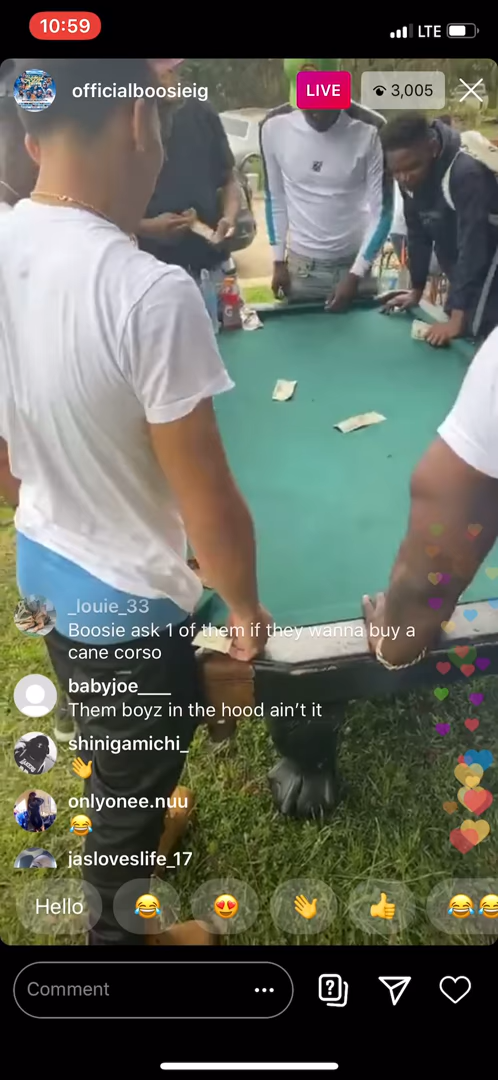 10:59
LTE
officialboosieig
LIVE
3,005
_louie_33
Boosie ask 1 of them if they wanna buy a
cane corso
babyjoe____
Them boyz in the hood ain’t it
shinigamichi_
👋
onlyonee.nuu
😂
jasloveslife_17
Hello
Comment